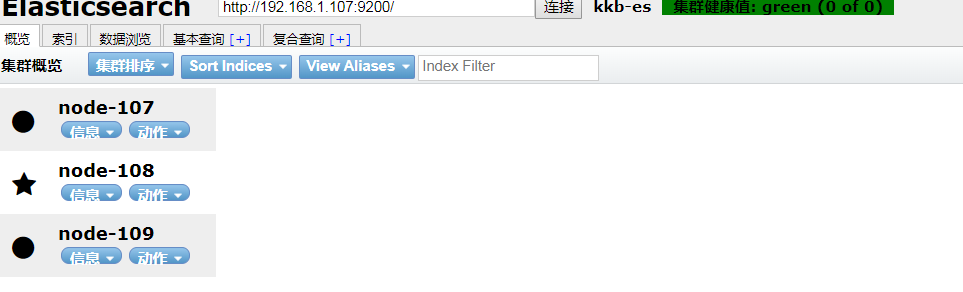 Elasticsearch http://192.168.1.107:9200/ 连接 kkb-es 集群健康值: green (0 of 0)
概览 索引 数据浏览 基本查询 [+] 复合查询 [+]
集群概览 集群排序 Sort Indices View Aliases Index Filter
node-107
信息 动作
node-108
信息 动作
node-109
信息 动作